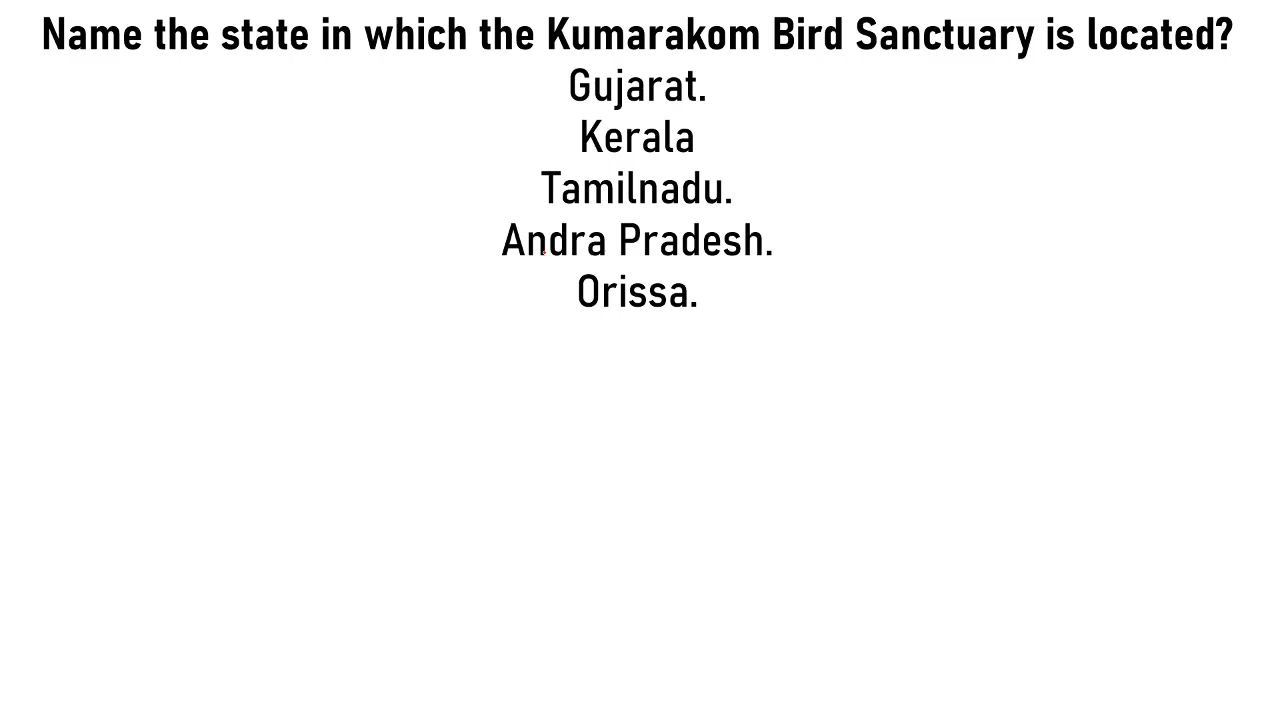 Name the state in which the Kumarakom Bird Sanctuary is located?
Gujarat.
Kerala
Tamilnadu.
Andra Pradesh.
Orissa.